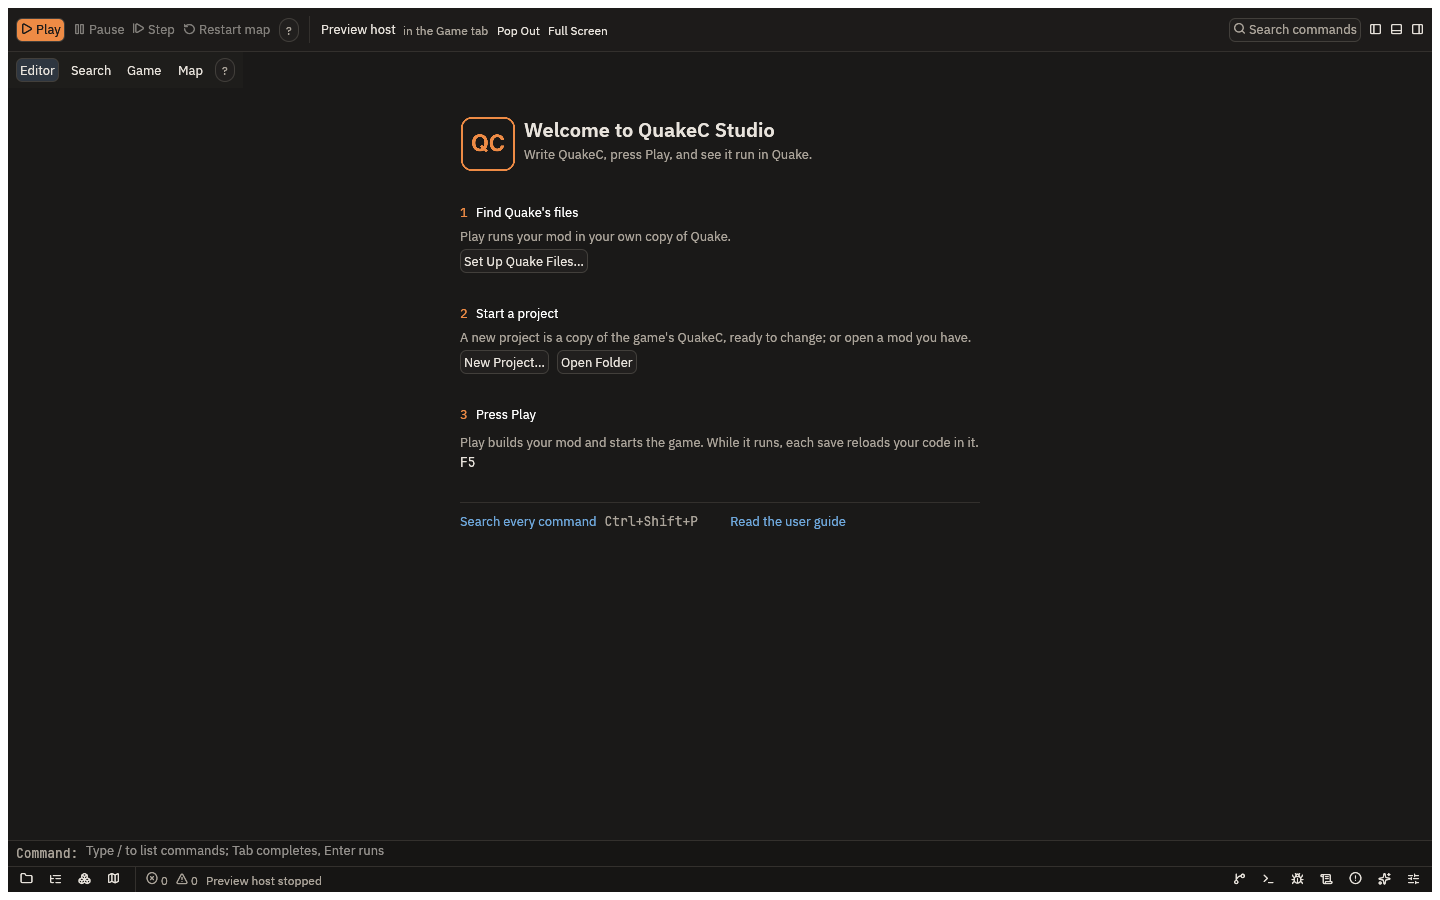 Play Pause Step Restart map ? Preview host in the Game tab Pop Out Full Screen Search commands
Editor Search Game Map ?
QC
Welcome to QuakeC Studio
Write QuakeC, press Play, and see it run in Quake.
1 Find Quake's files
Play runs your mod in your own copy of Quake.
Set Up Quake Files...
2 Start a project
A new project is a copy of the game's QuakeC, ready to change; or open a mod you have.
New Project... Open Folder
3 Press Play
Play builds your mod and starts the game. While it runs, each save reloads your code in it.
F5
Search every command Ctrl+Shift+P Read the user guide
Command: Type / to list commands; Tab completes, Enter runs
0 0 Preview host stopped